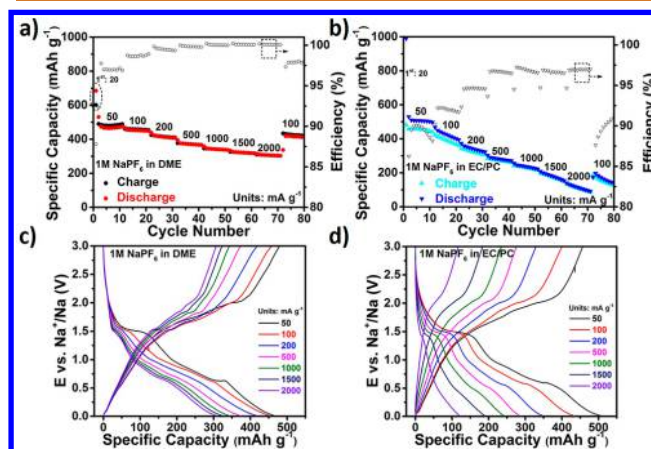 a)
Specific Capacity (mAh g⁻¹)
1000
800
600
400
200
0
1ˢᵗ: 20
50
100
200
500
1000
1500
2000
100
1M NaPF₆ in DME
Charge
Discharge
Units: mA g⁻¹
100
95
90
85
80
Efficiency (%)
0 10 20 30 40 50 60 70 80
Cycle Number
b)
Specific Capacity (mAh g⁻¹)
1000
800
600
400
200
0
1ˢᵗ: 20
50
100
200
500
1000
1500
2000
100
1M NaPF₆ in EC/PC
Charge
Discharge
Units: mA g⁻¹
100
95
90
85
80
Efficiency (%)
0 10 20 30 40 50 60 70 80
Cycle Number
c)
E vs. Na⁺/Na (V)
3.0
2.5
2.0
1.5
1.0
0.5
0.0
1M NaPF₆ in DME
Units: mA g⁻¹
50
100
200
500
1000
1500
2000
0 100 200 300 400 500
Specific Capacity (mAh g⁻¹)
d)
E vs. Na⁺/Na (V)
3.0
2.5
2.0
1.5
1.0
0.5
0.0
1M NaPF₆ in EC/PC
Units: mA g⁻¹
50
100
200
500
1000
1500
2000
0 100 200 300 400 500
Specific Capacity (mAh g⁻¹)